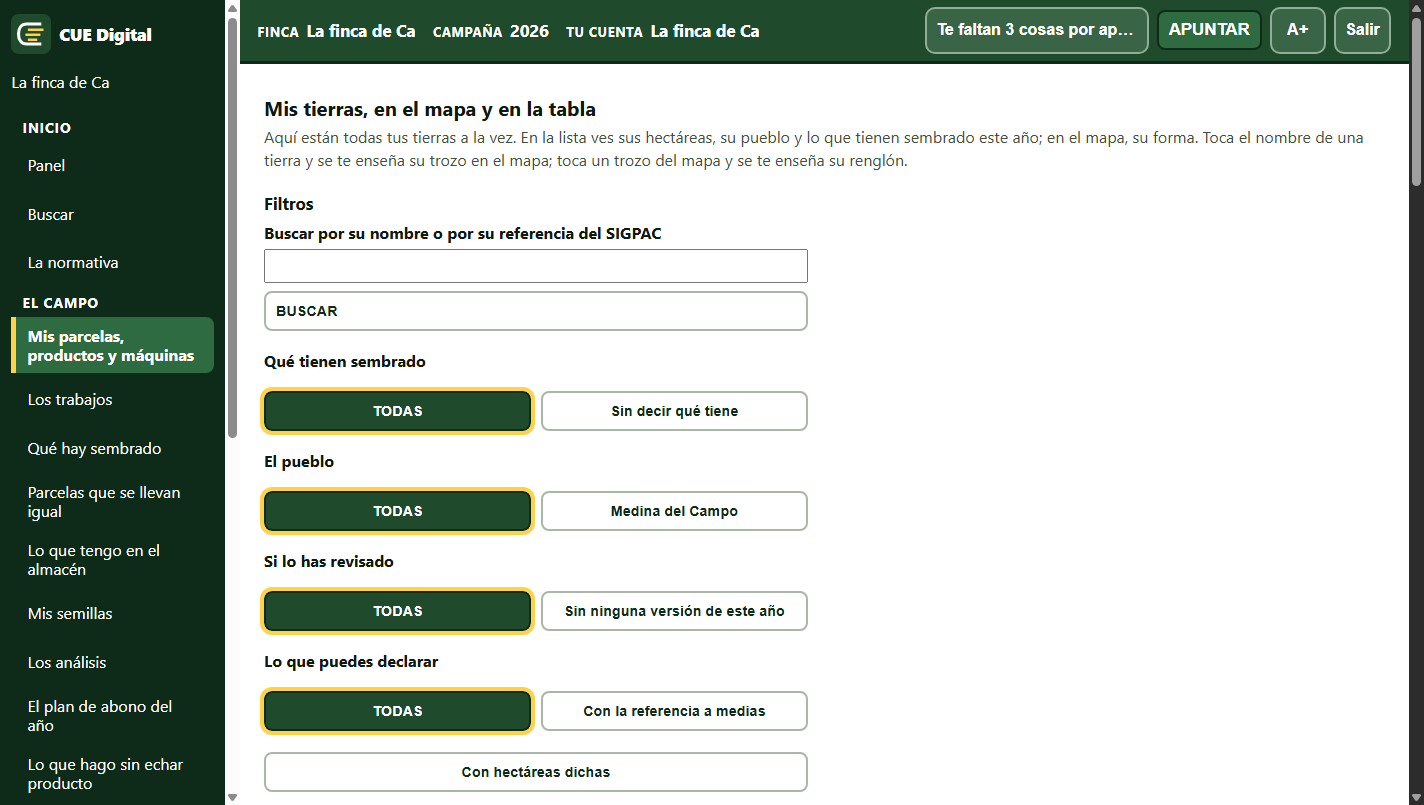 CUE Digital
La finca de Ca
INICIO
Panel
Buscar
La normativa
EL CAMPO
Mis parcelas,
productos y máquinas
Los trabajos
Qué hay sembrado
Parcelas que se llevan
igual
Lo que tengo en el
almacén
Mis semillas
Los análisis
El plan de abono del
año
Lo que hago sin echar
producto
FINCA La finca de Ca CAMPAÑA 2026 TU CUENTA La finca de Ca
Te faltan 3 cosas por ap...
APUNTAR
A+
Salir
Mis tierras, en el mapa y en la tabla
Aquí están todas tus tierras a la vez. En la lista ves sus hectáreas, su pueblo y lo que tienen sembrado este año; en el mapa, su forma. Toca el nombre de una
tierra y se te enseña su trozo en el mapa; toca un trozo del mapa y se te enseña su renglón.
Filtros
Buscar por su nombre o por su referencia del SIGPAC
BUSCAR
Qué tienen sembrado
TODAS
Sin decir qué tiene
El pueblo
TODAS
Medina del Campo
Si lo has revisado
TODAS
Sin ninguna versión de este año
Lo que puedes declarar
TODAS
Con la referencia a medias
Con hectáreas dichas